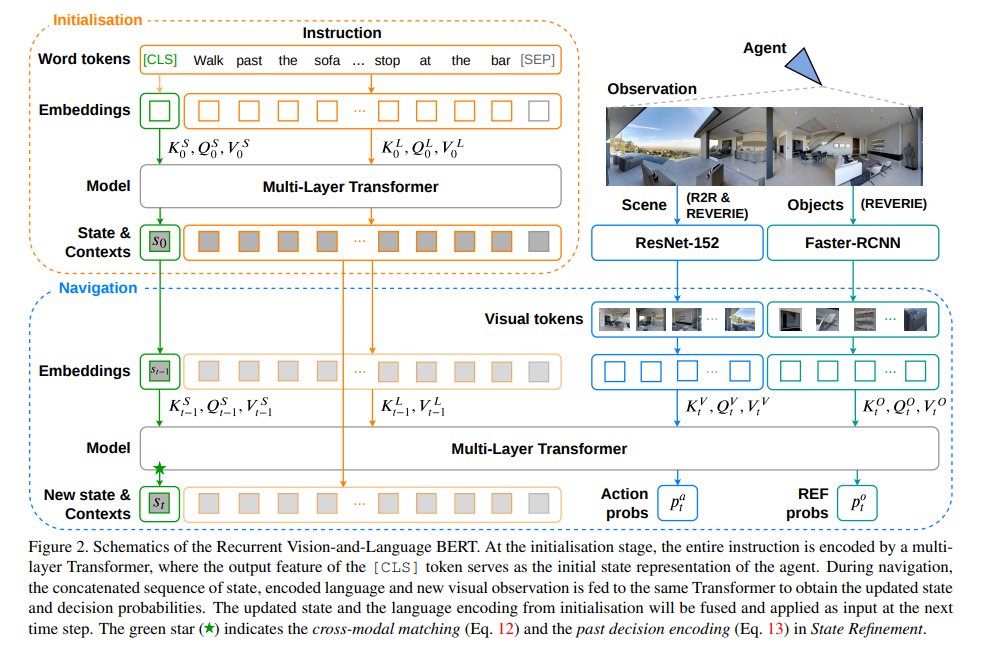 Initialisation
Instruction
Word tokens [CLS] Walk past the sofa ... stop at the bar [SEP]
Agent
Observation
Embeddings
K_0^S, Q_0^S, V_0^S K_0^L, Q_0^L, V_0^L
Model Multi-Layer Transformer
Scene (R2R & REVERIE) Objects (REVERIE)
State & Contexts s_0 ...
ResNet-152 Faster-RCNN
Navigation
Visual tokens ... ...
Embeddings s_{t-1} ... ... ...
K_{t-1}^S, Q_{t-1}^S, V_{t-1}^S K_{t-1}^L, V_{t-1}^L K_t^V, Q_t^V, V_t^V K_t^O, Q_t^O, V_t^O
Model Multi-Layer Transformer
New state & Contexts s_t ... Action probs p_t^a REF probs p_t^o
Figure 2. Schematics of the Recurrent Vision-and-Language BERT. At the initialisation stage, the entire instruction is encoded by a multi-
layer Transformer, where the output feature of the [CLS] token serves as the initial state representation of the agent. During navigation,
the concatenated sequence of state, encoded language and new visual observation is fed to the same Transformer to obtain the updated state
and decision probabilities. The updated state and the language encoding from initialisation will be fused and applied as input at the next
time step. The green star (★) indicates the cross-modal matching (Eq. 12) and the past decision encoding (Eq. 13) in State Refinement.